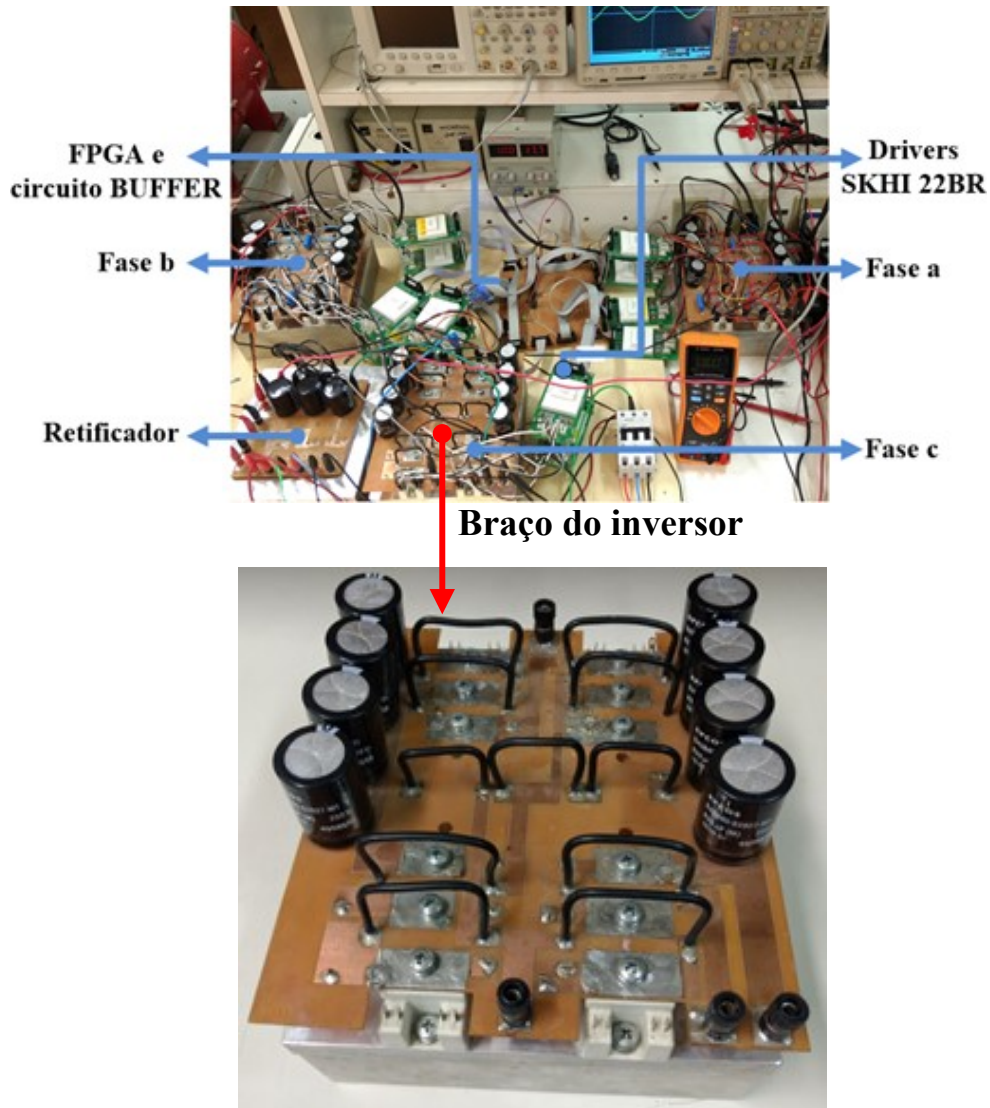 FPGA e
circuito BUFFER
Drivers
SKHI 22BR
Fase b
Fase a
Retificador
Fase c
Braço do inversor